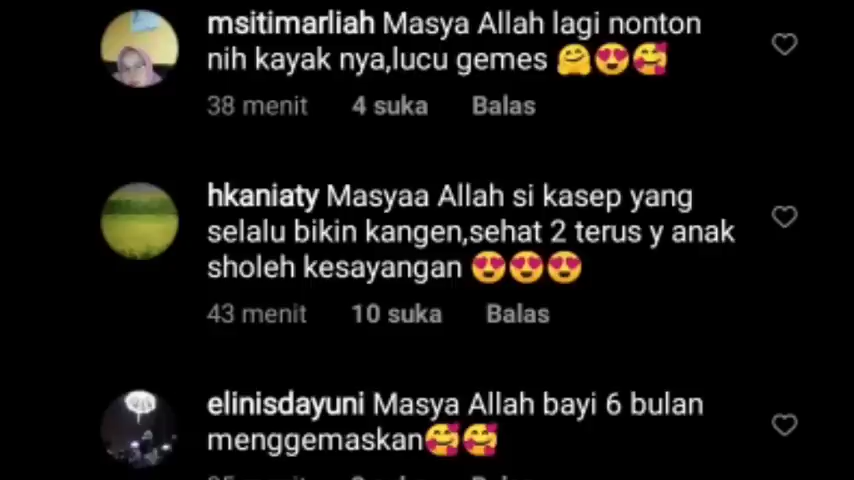 msitimarliah Masya Allah lagi nonton
nih kayak nya,lucu gemes 🤗😍🥰
38 menit 4 suka Balas
hkaniaty Masyaa Allah si kasep yang
selalu bikin kangen,sehat 2 terus y anak
sholeh kesayangan 😍😍😍
43 menit 10 suka Balas
elinisdayuni Masya Allah bayi 6 bulan
menggemaskan🥰🥰